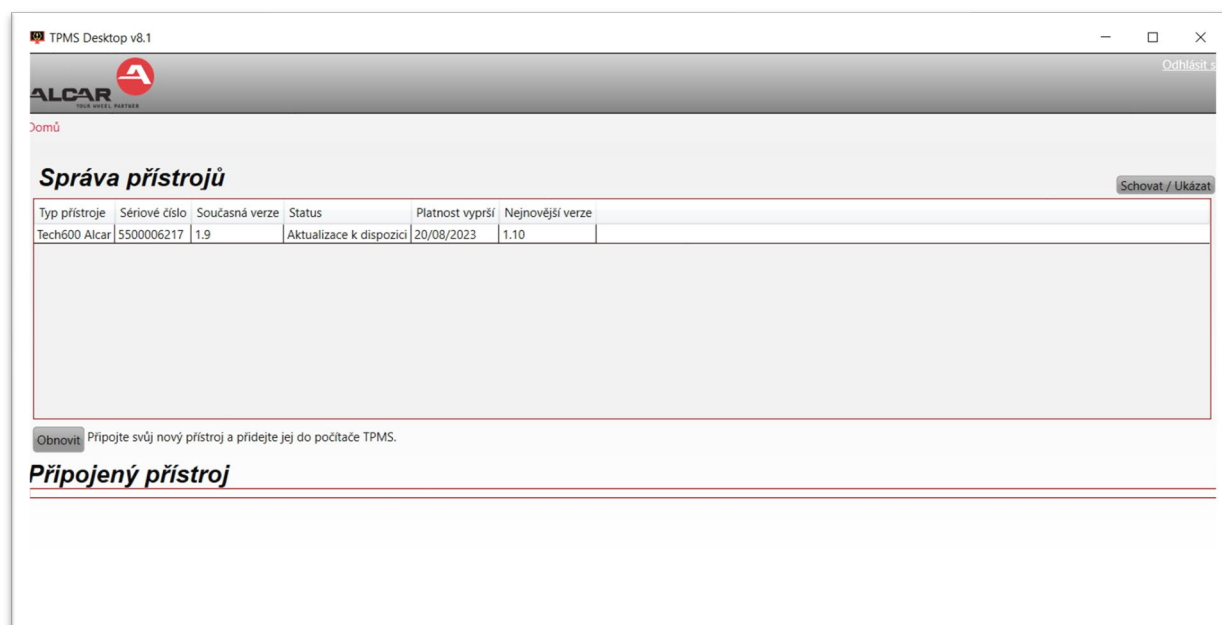 TPMS Desktop v8.1
Odhlásit s
ALCAR
YOUR WHEEL PARTNER
Domů
Správa přístrojů
Schovat / Ukázat
Typ přístroje Sériové číslo Současná verze Status Platnost vyprší Nejnovější verze
Tech600 Alcar 5500006217 1.9 Aktualizace k dispozici 20/08/2023 1.10
Obnovit Připojte svůj nový přístroj a přidejte jej do počítače TPMS.
Připojený přístroj